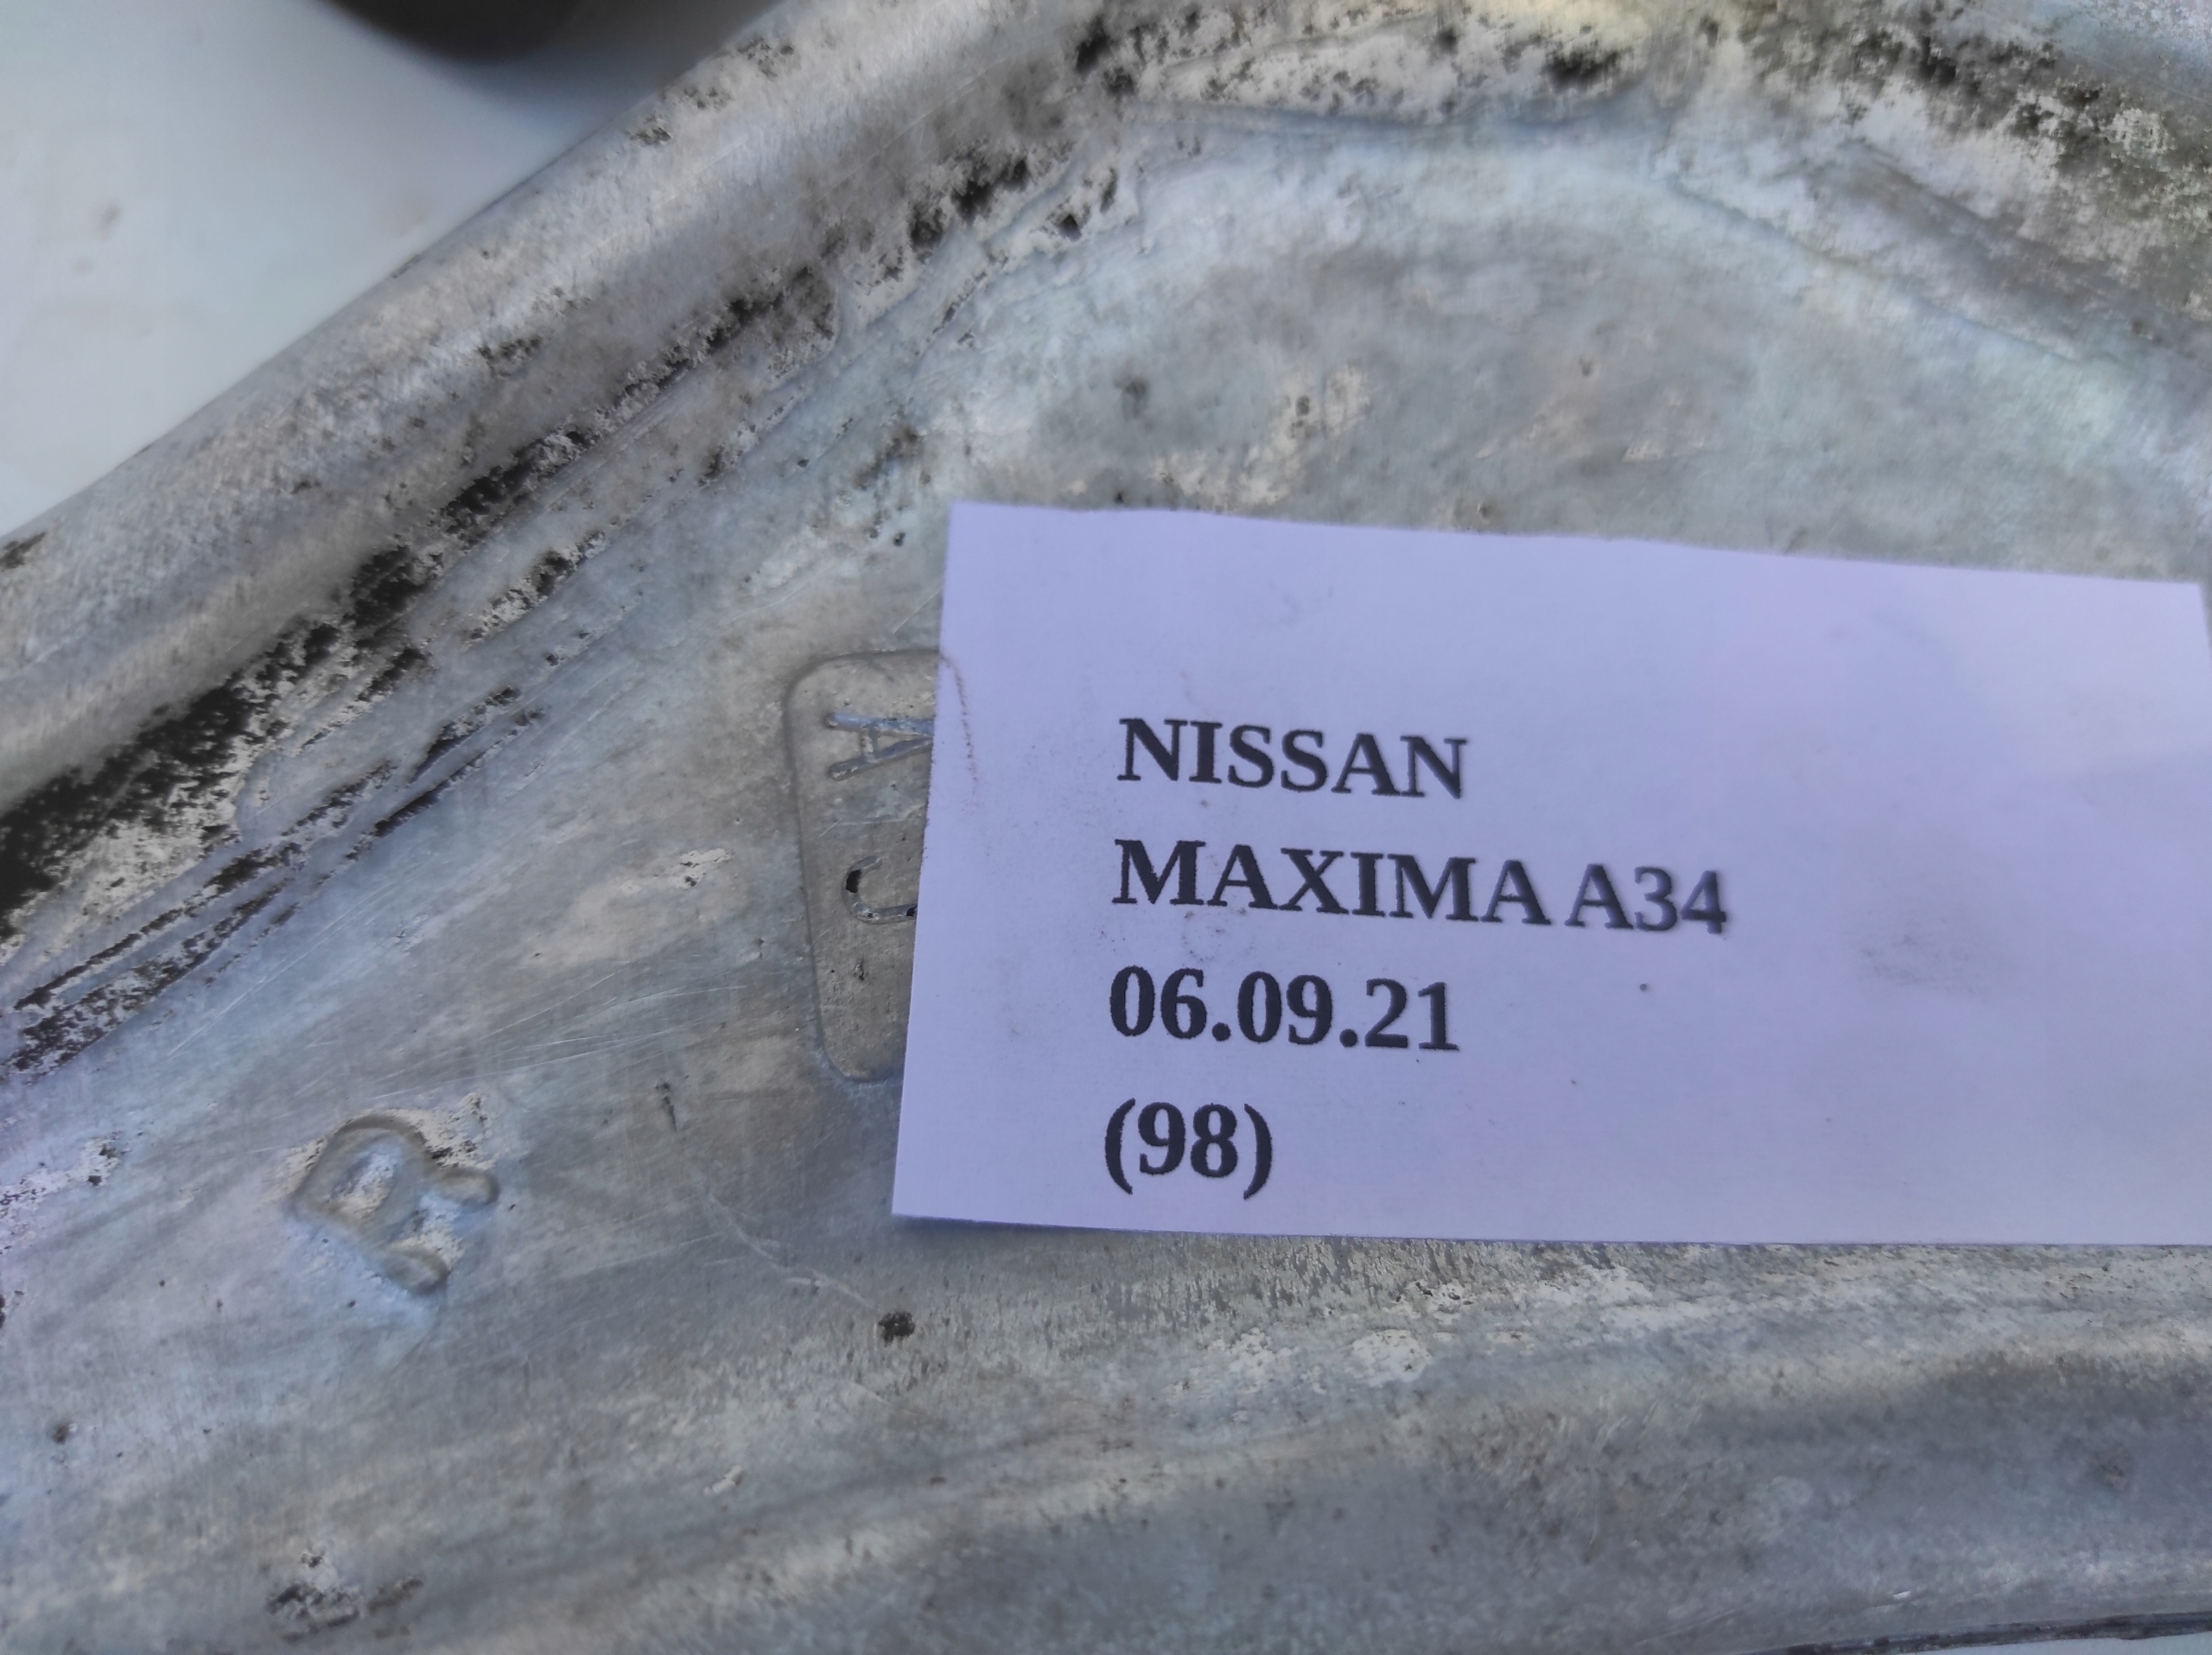 NISSAN
MAXIMA A34
06.09.21
(98)
R